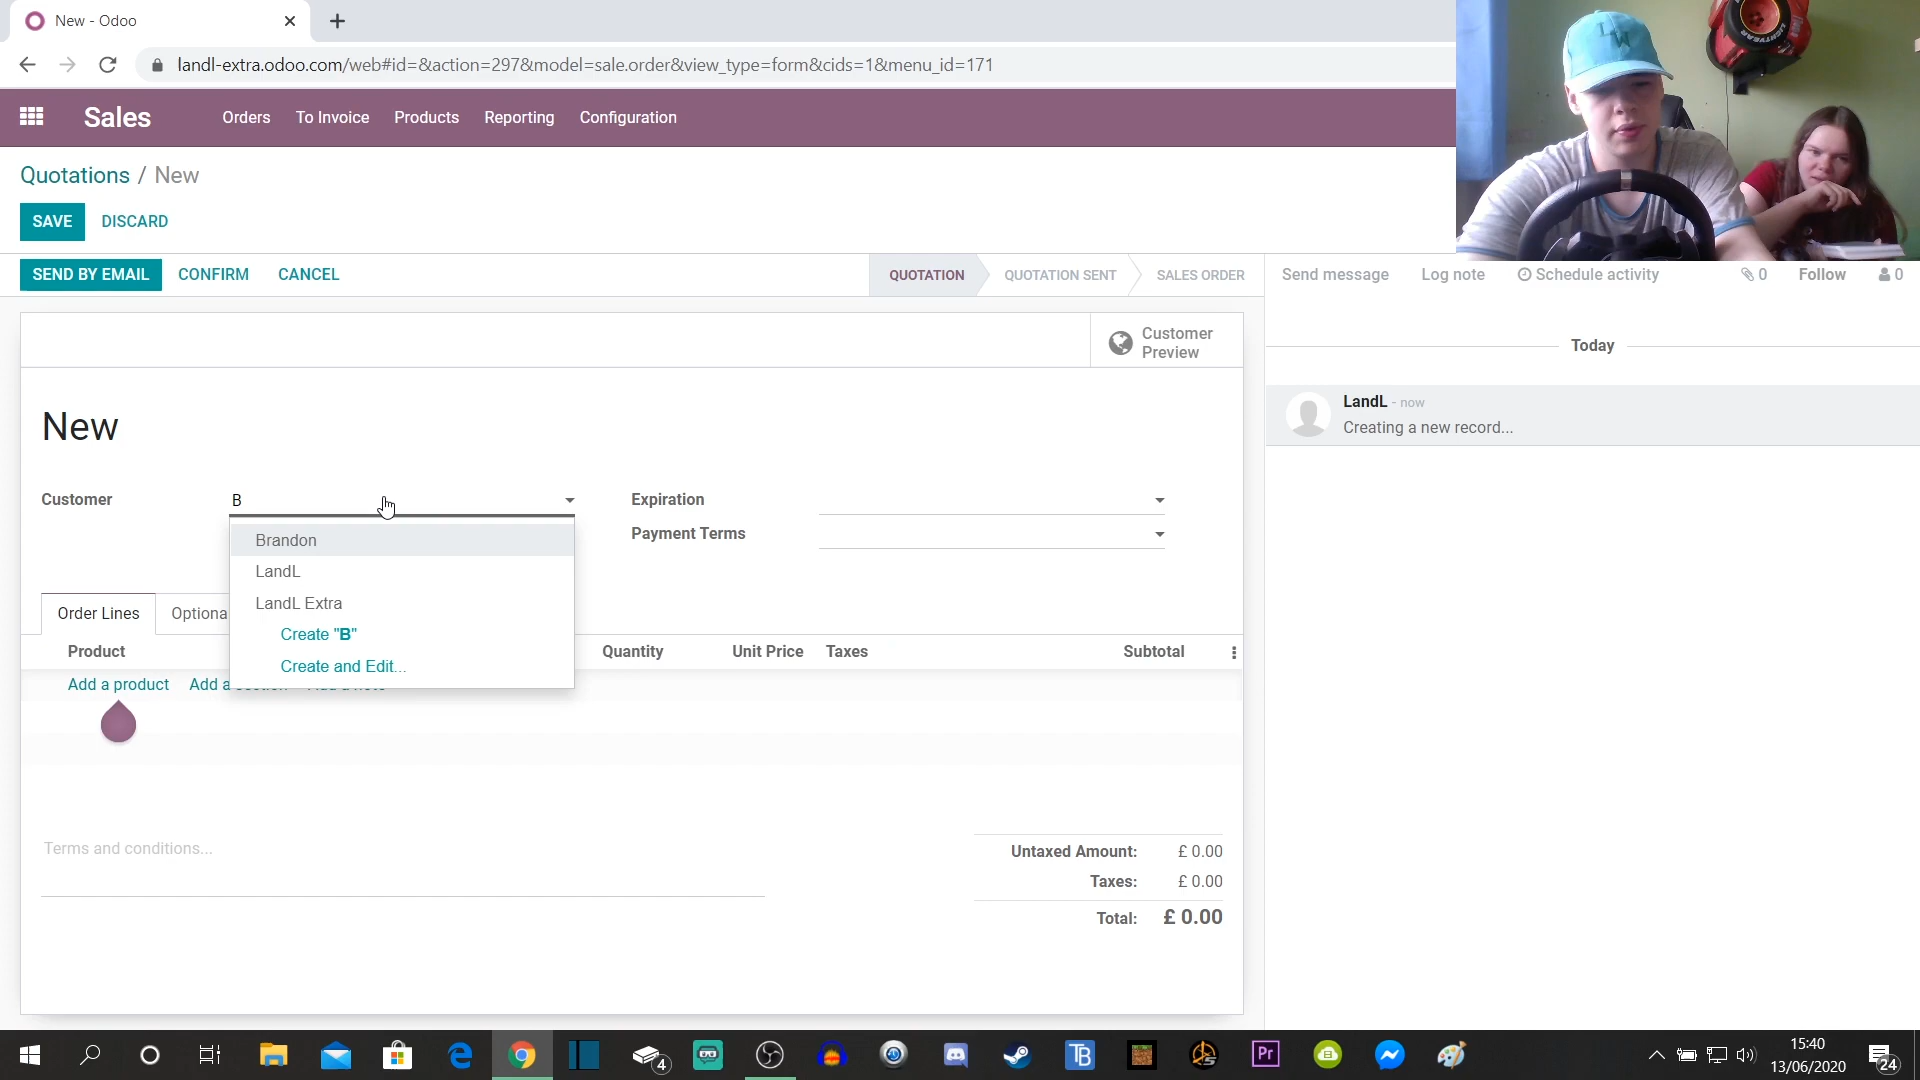 New - Odoo
landl-extra.odoo.com/web#id=&action=297&model=sale.order&view_type=form&cids=1&menu_id=171
Sales Orders To Invoice Products Reporting Configuration
Quotations / New
SAVE DISCARD
SEND BY EMAIL CONFIRM CANCEL QUOTATION QUOTATION SENT SALES ORDER
Send message Log note Schedule activity 0 Follow 0
Customer
Preview
Today
LandL - now
Creating a new record...
New
Customer B
Expiration
Payment Terms
Brandon
LandL
LandL Extra
Create "B"
Create and Edit...
Order Lines Optiona
Product Quantity Unit Price Taxes Subtotal
Add a product Add a
Terms and conditions...
Untaxed Amount: £ 0.00
Taxes: £ 0.00
Total: £ 0.00
4
TB
Pr
15:40
13/06/2020
24
LIGHTYEAR